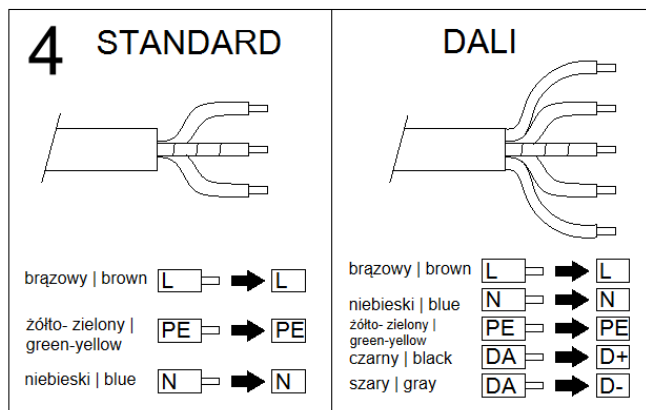 4 STANDARD
brązowy | brown L L
żółto- zielony |
green-yellow PE PE
niebieski | blue N N
DALI
brązowy | brown L L
niebieski | blue N N
żółto- zielony |
green-yellow PE PE
czarny | black DA D+
szary | gray DA D-